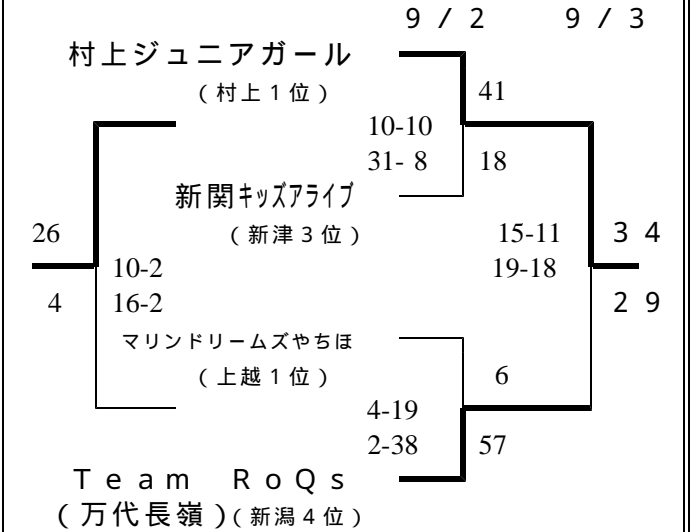 9 / 2　9 / 3
村上ジュニアガール
(村上1位)
41
10-10
31- 8
18
新関ｷｯｽﾞｱﾗｲﾌﾞ
(新津3位)
26
15-11
34
10-2
19-18
4
16-2
29
マリンドリームズやちほ
(上越1位)
6
4-19
2-38
57
Team RoQs
(万代長嶺)(新潟4位)